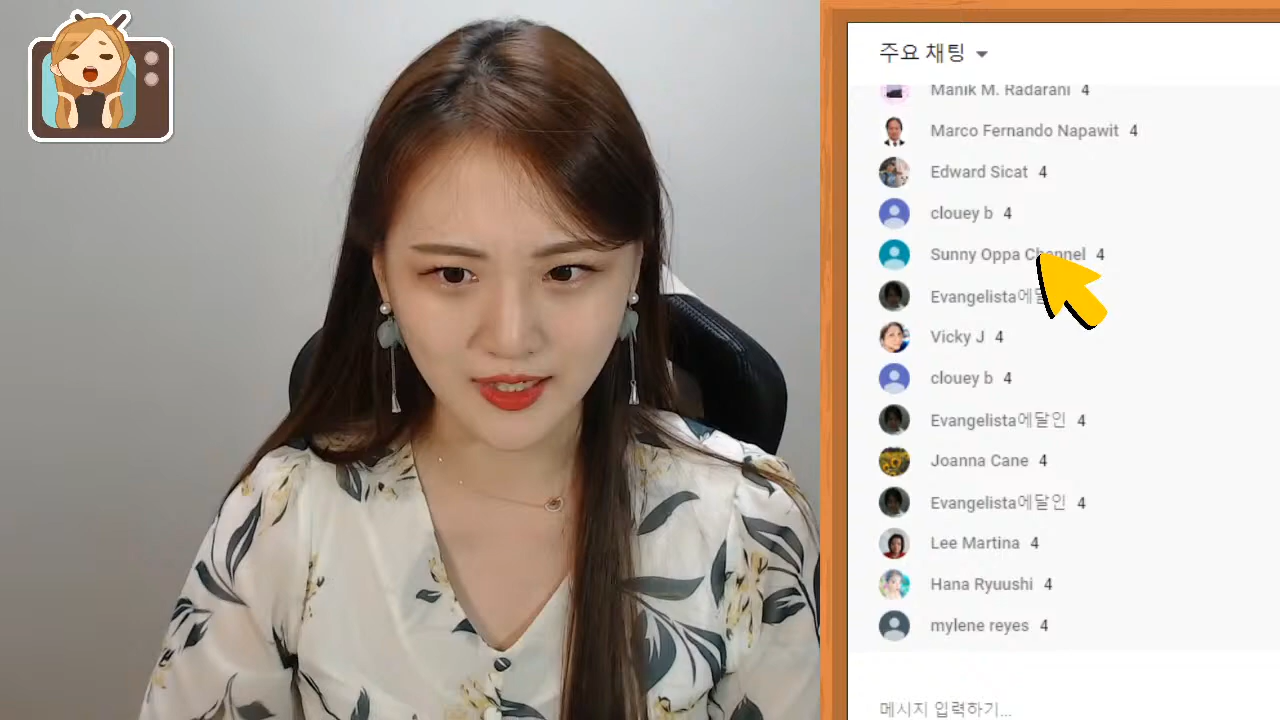 주요 채팅
Manik M. Radarani 4
Marco Fernando Napawit 4
Edward Sicat 4
clouey b 4
Sunny Oppa Channel 4
Evangelista에
Vicky J 4
clouey b 4
Evangelista에달인 4
Joanna Cane 4
Evangelista에달인 4
Lee Martina 4
Hana Ryuushi 4
mylene reyes 4
메시지 입력하기...